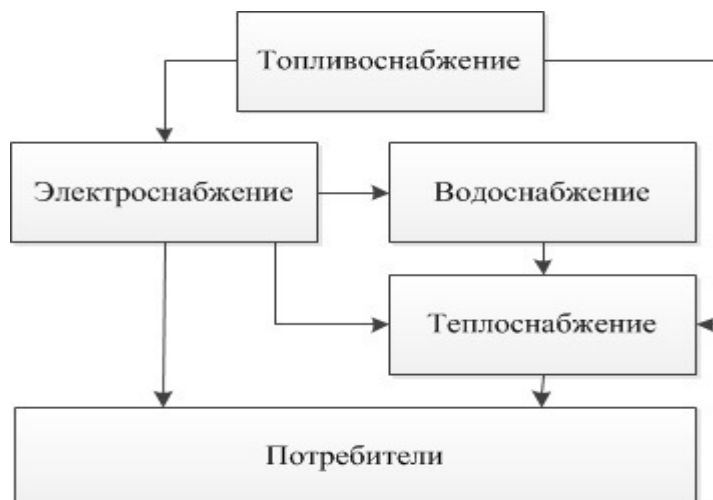 Топливоснабжение
Электроснабжение
Водоснабжение
Теплоснабжение
Потребители